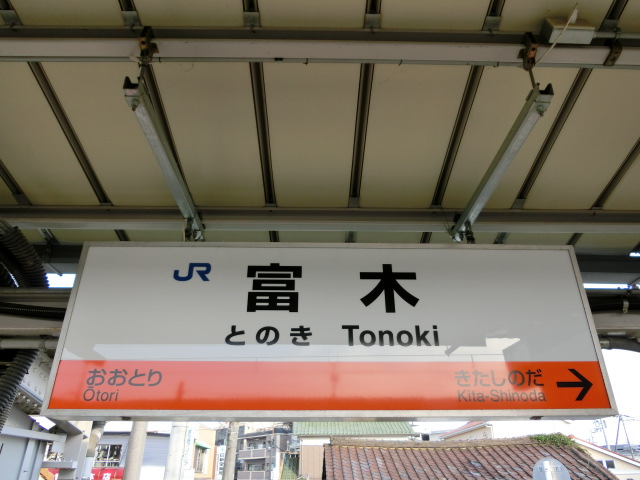 JR 富木
とのき Tonoki
おおとり きたしのだ
Ōtori Kita-Shinoda